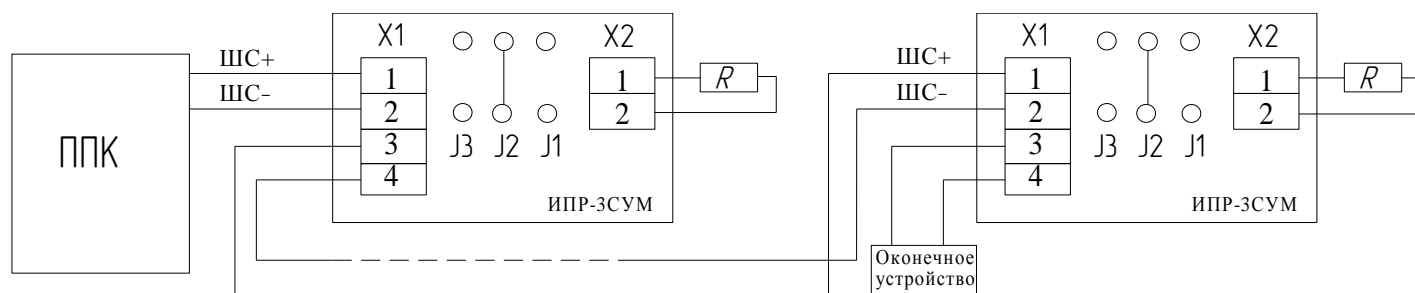 X1
X2
X1
X2
ШС+
1
1
R
ШС+
1
1
R
ШС-
2
2
ШС-
2
2
ППК
3
J3
J2
J1
3
J3
J2
J1
4
ИПР-3СУМ
4
ИПР-3СУМ
Оконечное
устройство